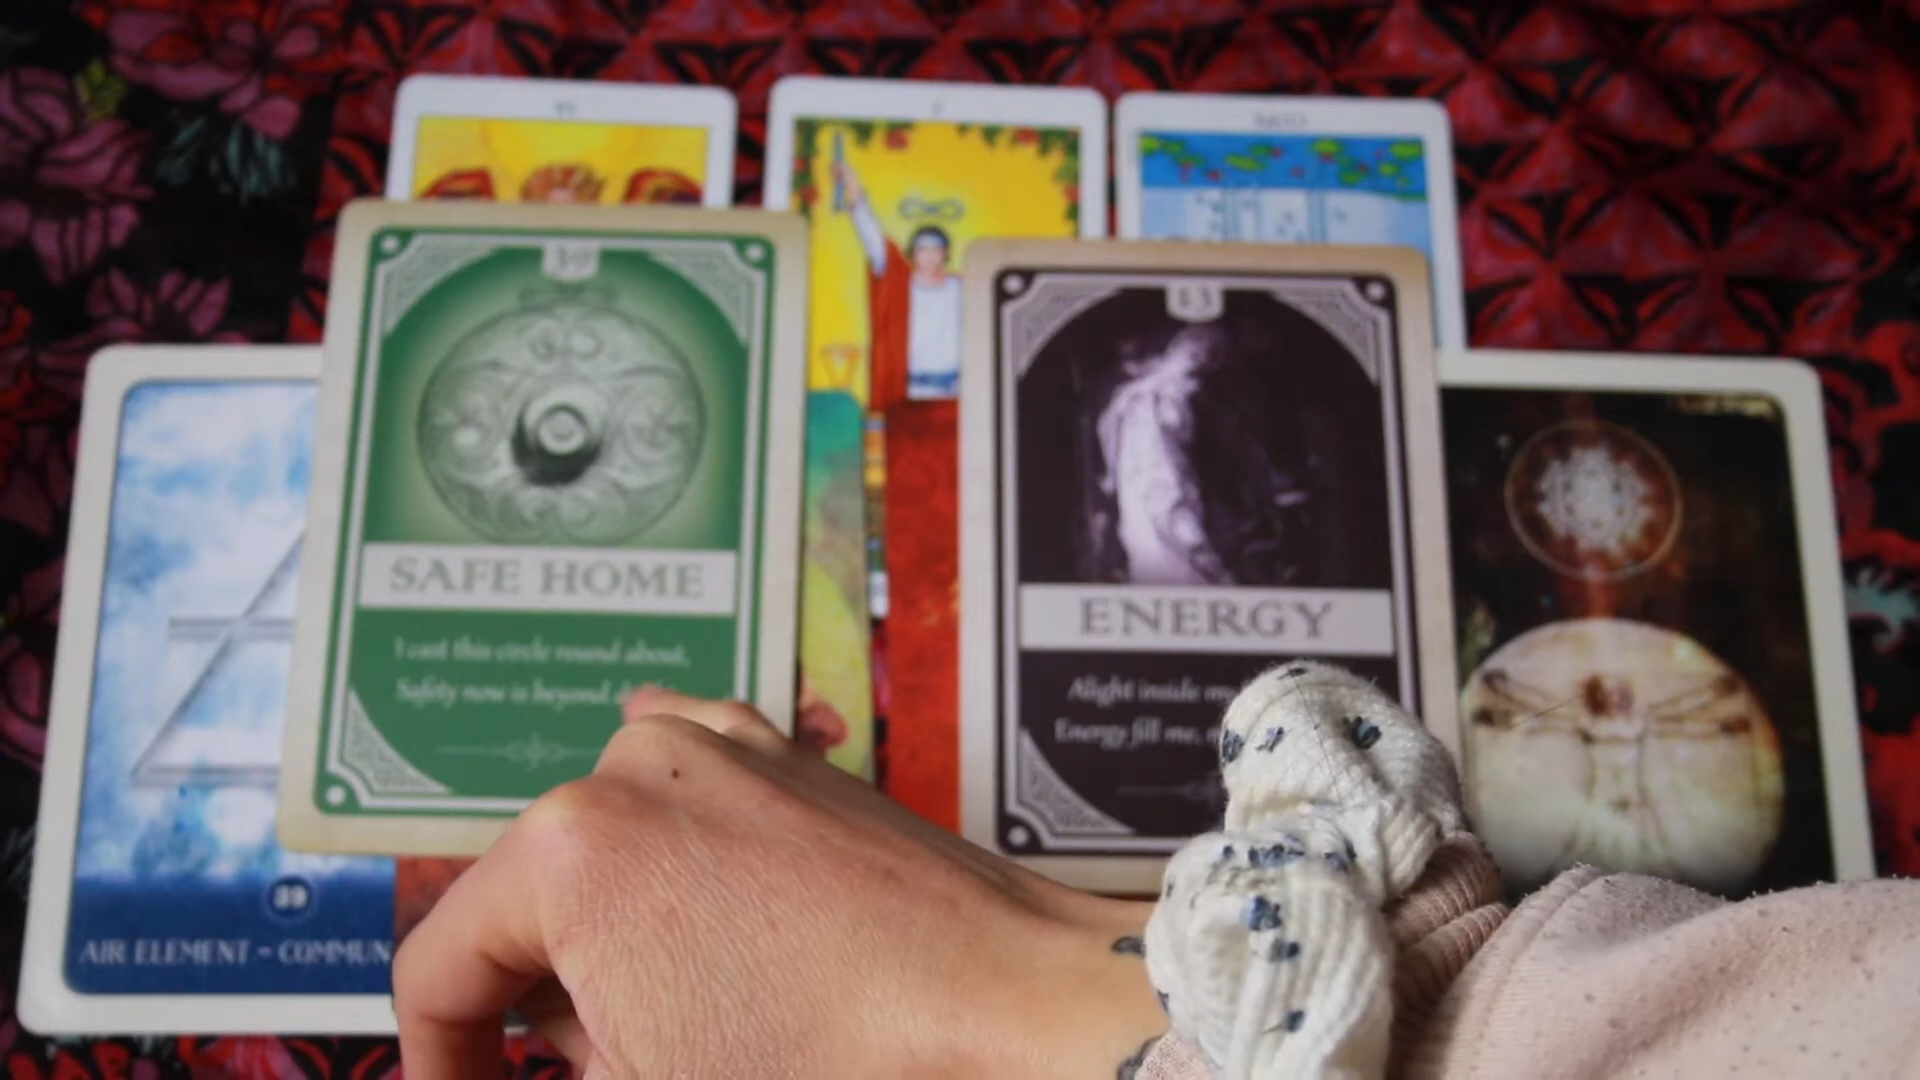 I
SAFE HOME
I cast this circle round about,
Safety now is beyond
13
ENERGY
Alight inside
Energy fill me,
39
AIR ELEMENT ~ COMMUN